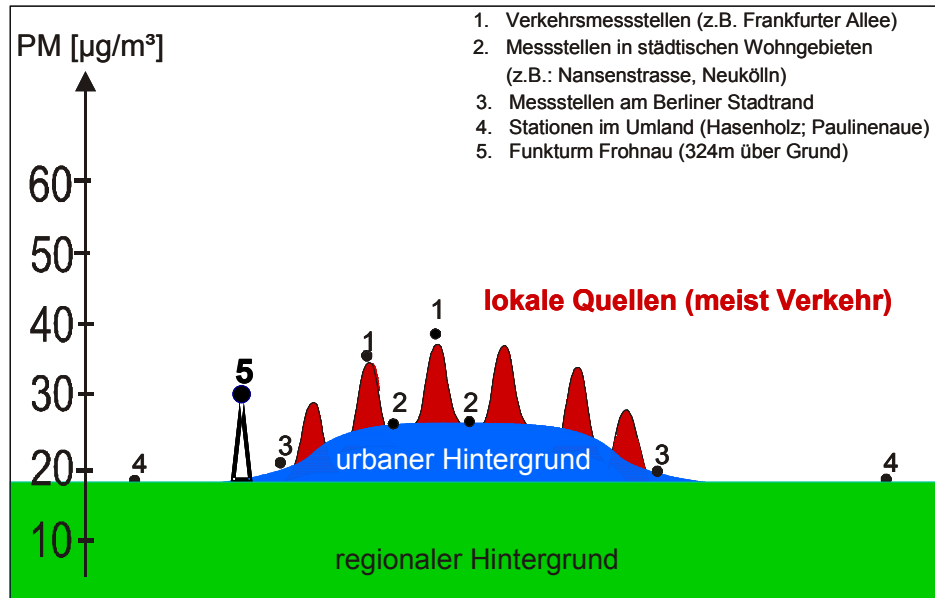 PM [µg/m³]
1. Verkehrsmessstellen (z.B. Frankfurter Allee)
2. Messstellen in städtischen Wohngebieten
(z.B.: Nansenstrasse, Neukölln)
3. Messstellen am Berliner Stadtrand
4. Stationen im Umland (Hasenholz; Paulinenaue)
5. Funkturm Frohnau (324m über Grund)
60
50
lokale Quellen (meist Verkehr)
40
1
1
30
5
2
2
20
4
3
urbaner Hintergrund
3
4
10
regionaler Hintergrund